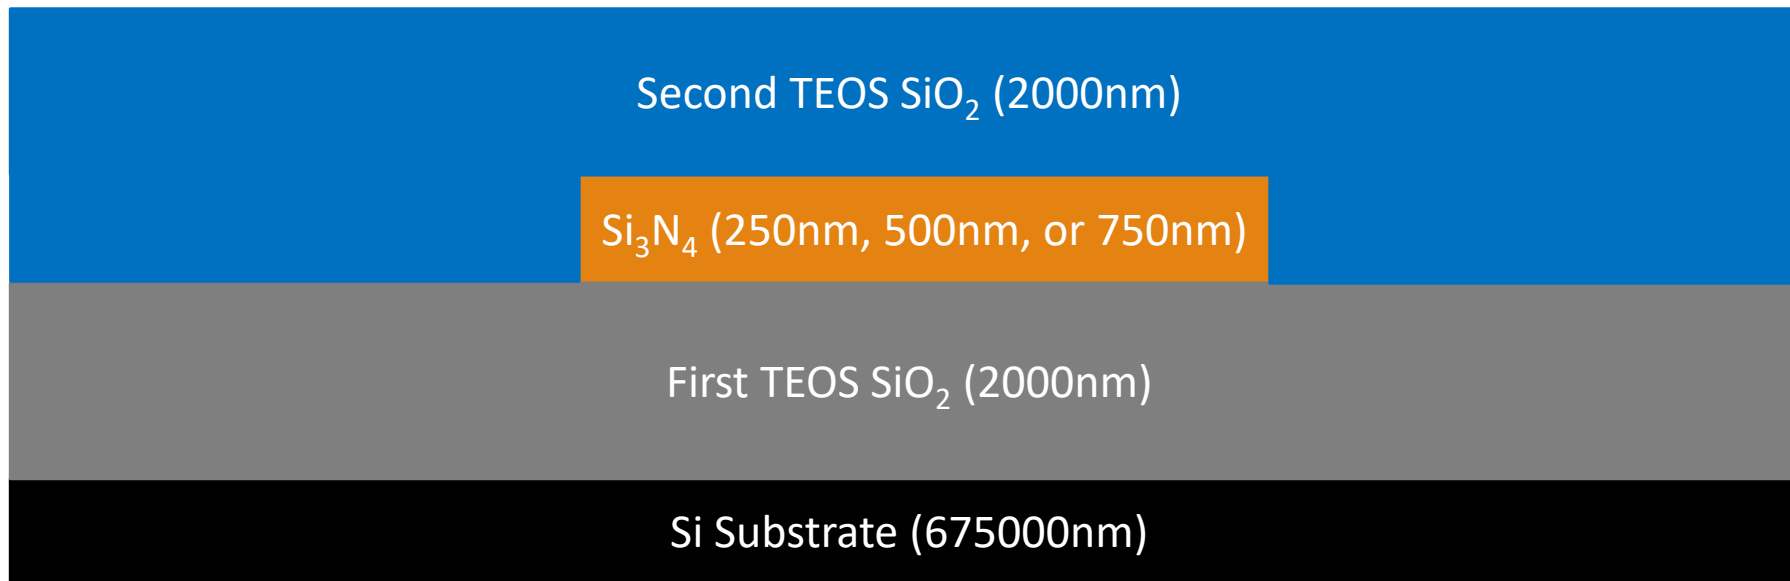 Second TEOS SiO₂ (2000nm)
Si₃N₄ (250nm, 500nm, or 750nm)
First TEOS SiO₂ (2000nm)
Si Substrate (675000nm)